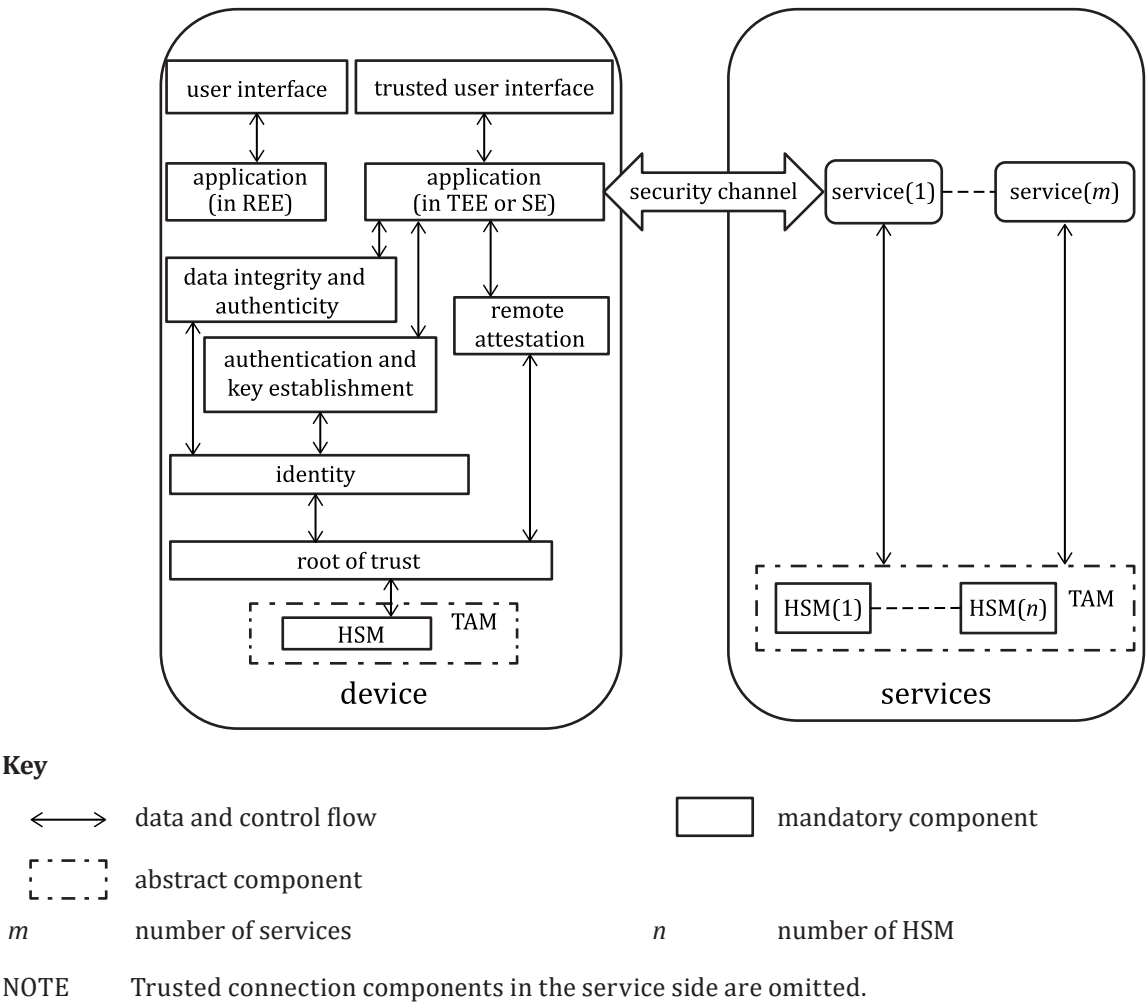 user interface
trusted user interface
application
(in REE)
application
(in TEE or SE)
security channel
service(1)
service(m)
data integrity and
authenticity
remote
attestation
authentication and
key establishment
identity
root of trust
HSM
TAM
device
HSM(1)
HSM(n)
TAM
services
Key
data and control flow
mandatory component
abstract component
m number of services
n number of HSM
NOTE Trusted connection components in the service side are omitted.